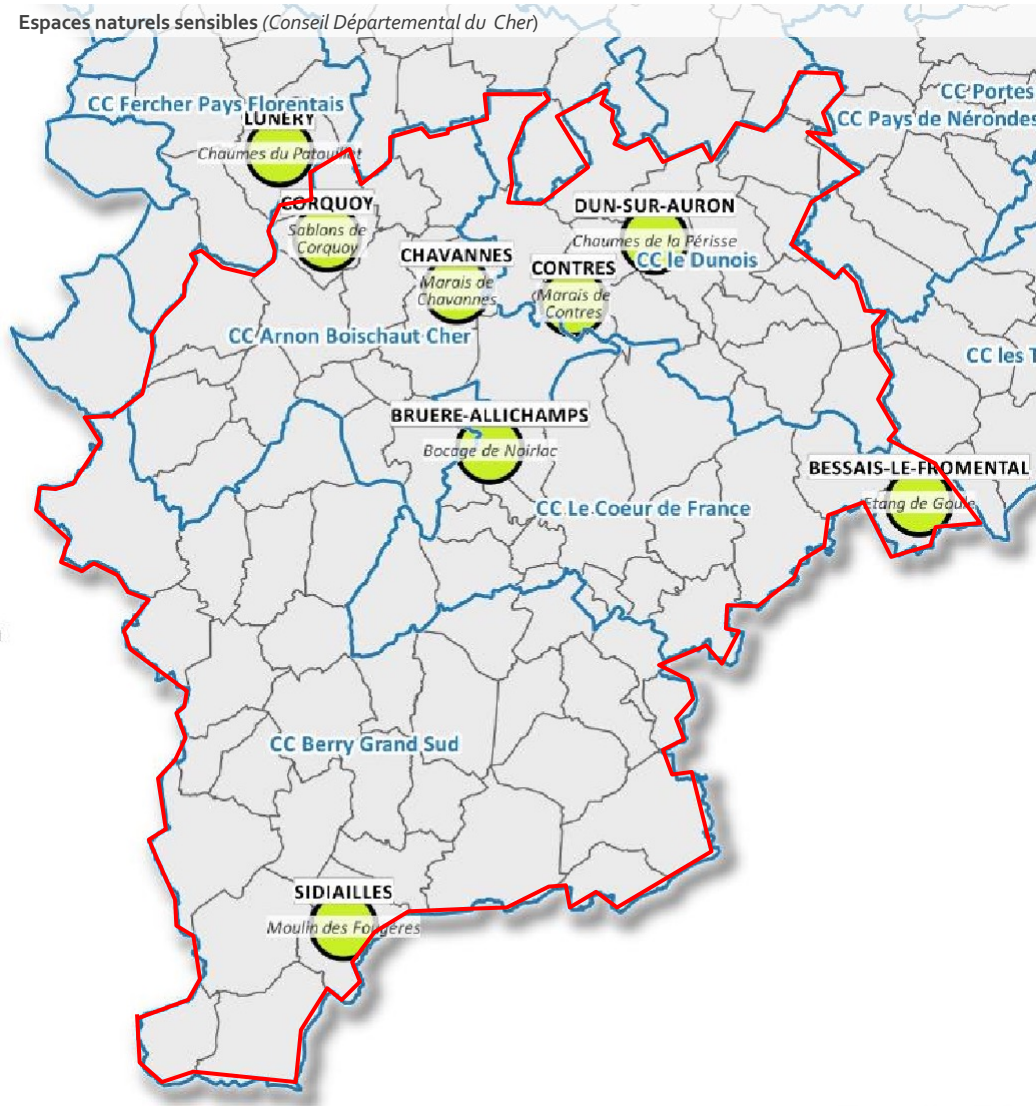 Espaces naturels sensibles (Conseil Départemental du Cher)
CC Portes
CC Fercher Pays Florentais
LUNERY
CC Pays de Nérondes
Chaumes du Patouillet
CORQUOY
Sablons de
Corquoy
DUN-SUR-AURON
Chaumes de la Périsse
CC le Dunois
CHAVANNES
Marais de
Chavannes
CONTRES
Marais de
Contres
CC Arnon Boischaut Cher
CC les T
BRUERE-ALLICHAMPS
Bocage de Noirlac
BESSAIS-LE-FROMENTAL
Etang de Goule
CC Le Coeur de France
CC Berry Grand Sud
SIDIAILLES
Moulin des Fougères